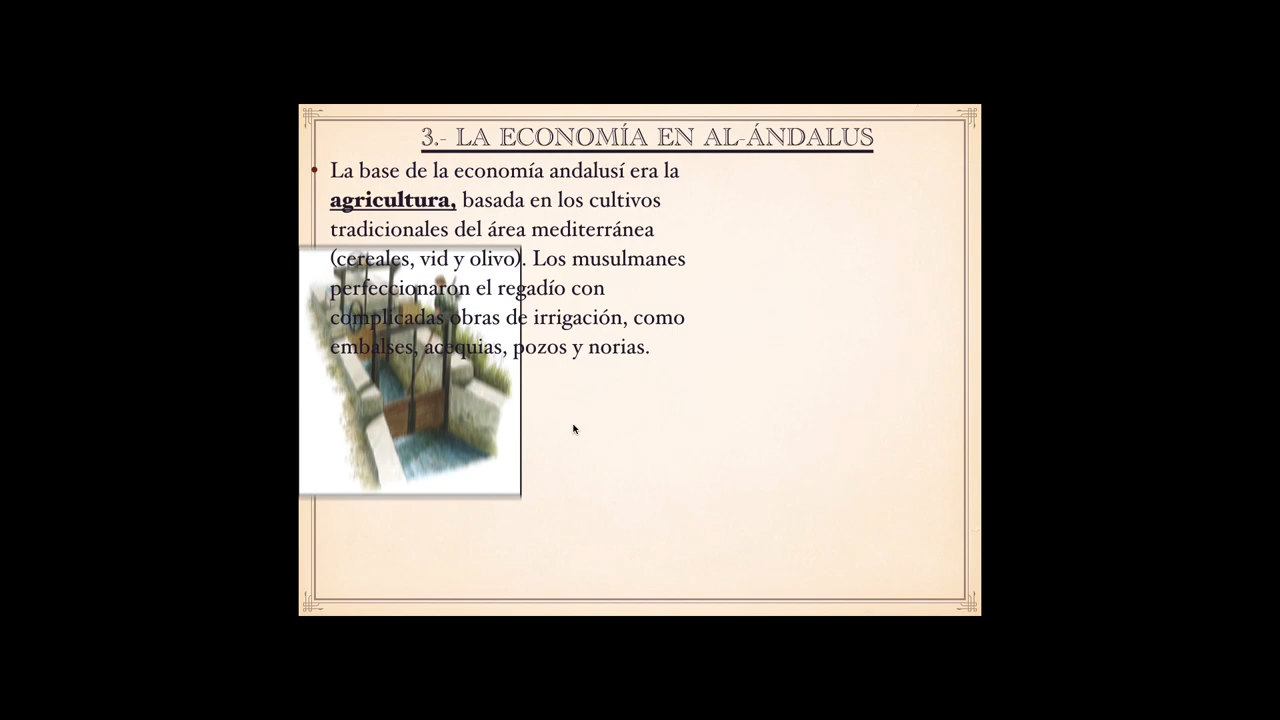 3.- LA ECONOMÍA EN AL-ÁNDALUS
• La base de la economía andalusí era la
agricultura, basada en los cultivos
tradicionales del área mediterránea
(cereales, vid y olivo). Los musulmanes
perfeccionaron el regadío con
complicadas obras de irrigación, como
embalses, acequias, pozos y norias.